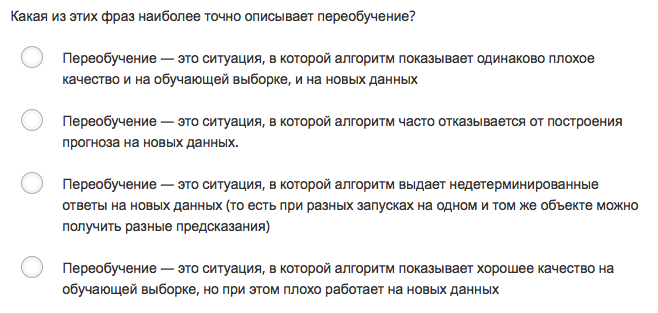 Какая из этих фраз наиболее точно описывает переобучение?
Переобучение — это ситуация, в которой алгоритм показывает одинаково плохое
качество и на обучающей выборке, и на новых данных
Переобучение — это ситуация, в которой алгоритм часто отказывается от построения
прогноза на новых данных.
Переобучение — это ситуация, в которой алгоритм выдает недетерминированные
ответы на новых данных (то есть при разных запусках на одном и том же объекте можно
получить разные предсказания)
Переобучение — это ситуация, в которой алгоритм показывает хорошее качество на
обучающей выборке, но при этом плохо работает на новых данных